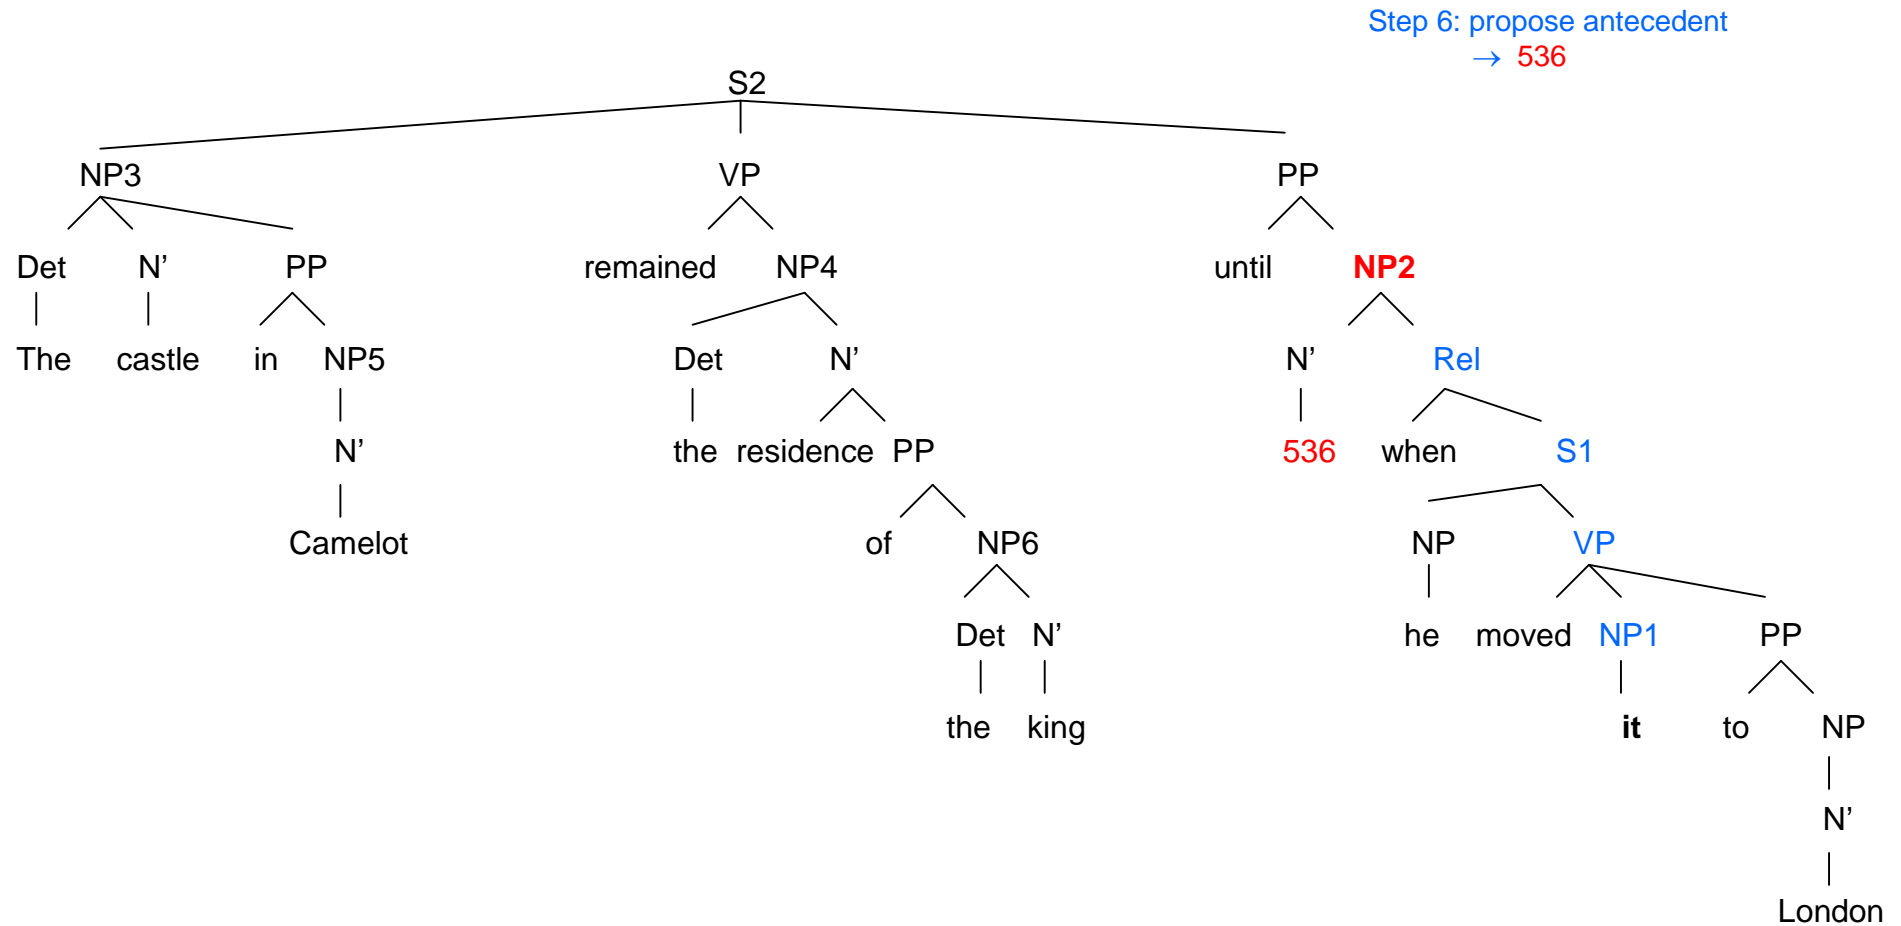 Step 6: propose antecedent
→ 536
S2
NP3 VP PP
Det N’ PP remained NP4 until NP2
The castle in NP5 Det N’ N’ Rel
N’ the residence PP 536 when S1
Camelot of NP6 NP VP
Det N’ he moved NP1 PP
the king it to NP
N’
London